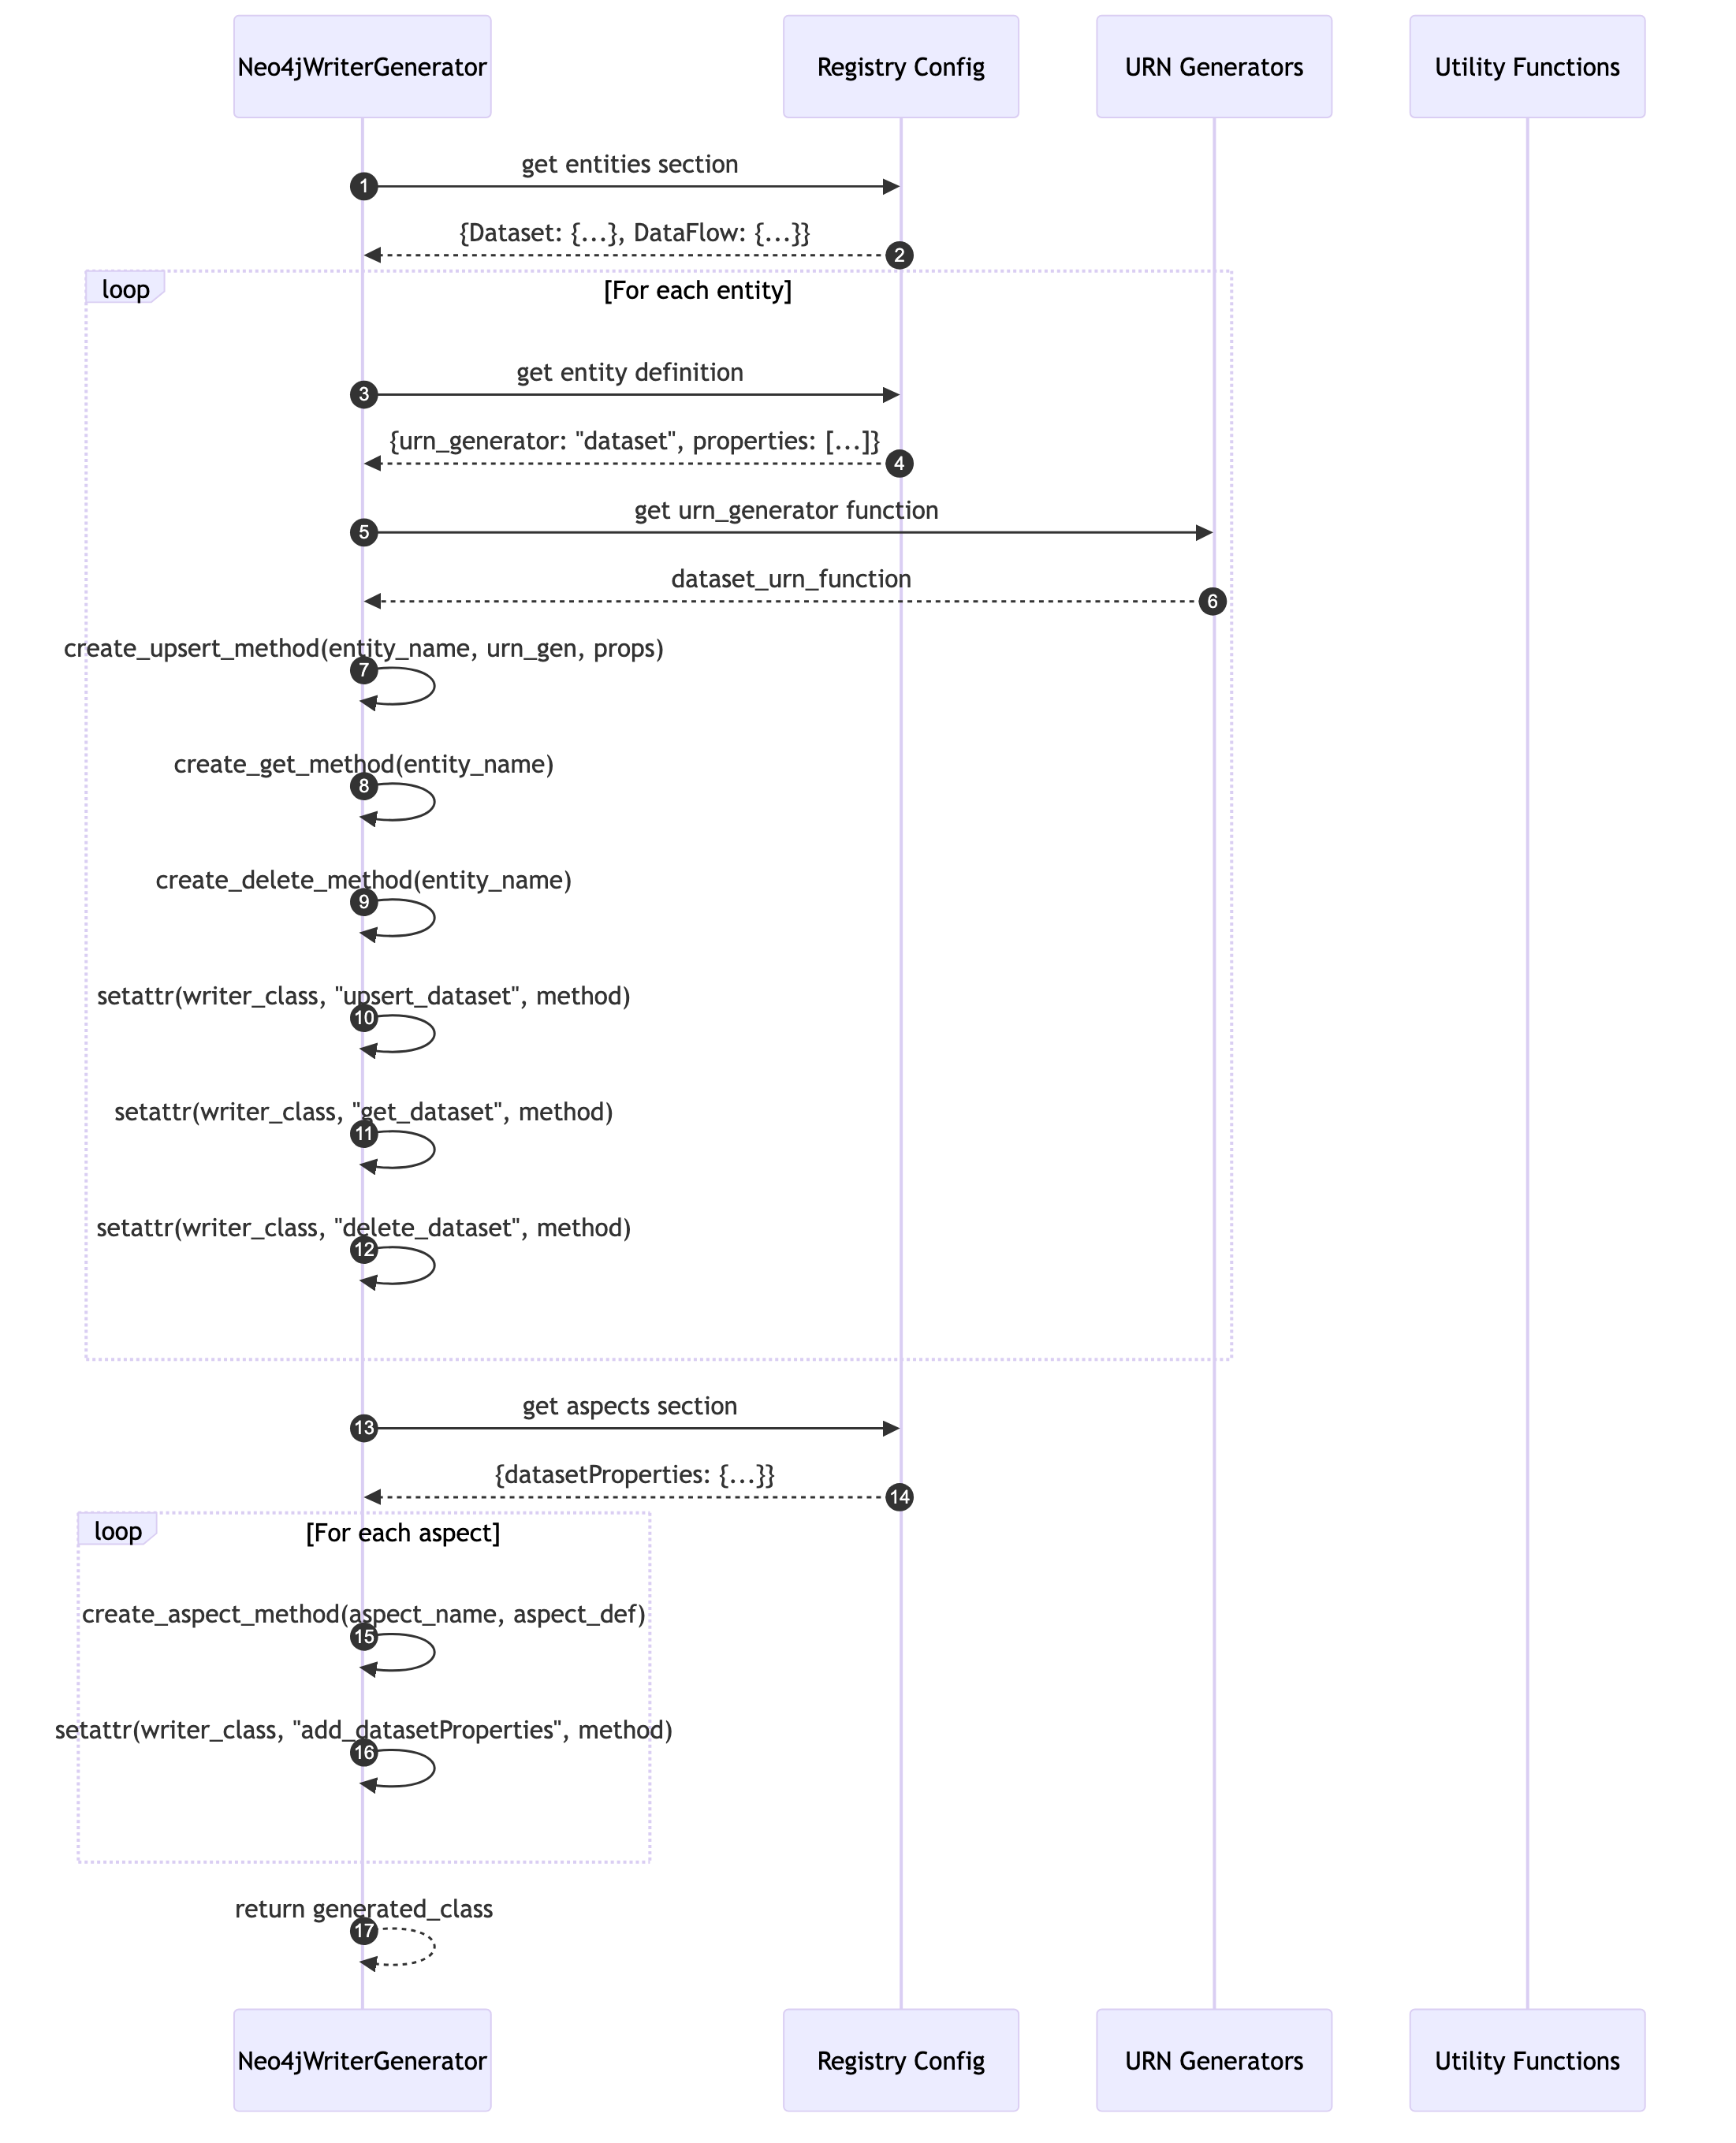 Neo4jWriterGenerator
Registry Config
URN Generators
Utility Functions
get entities section
1
{Dataset: {...}, DataFlow: {...}}
2
loop
[For each entity]
get entity definition
3
{urn_generator: "dataset", properties: [...]}
4
get urn_generator function
5
dataset_urn_function
6
create_upsert_method(entity_name, urn_gen, props)
7
create_get_method(entity_name)
8
create_delete_method(entity_name)
9
setattr(writer_class, "upsert_dataset", method)
10
setattr(writer_class, "get_dataset", method)
11
setattr(writer_class, "delete_dataset", method)
12
get aspects section
13
{datasetProperties: {...}}
14
loop
[For each aspect]
create_aspect_method(aspect_name, aspect_def)
15
setattr(writer_class, "add_datasetProperties", method)
16
return generated_class
17
Neo4jWriterGenerator
Registry Config
URN Generators
Utility Functions